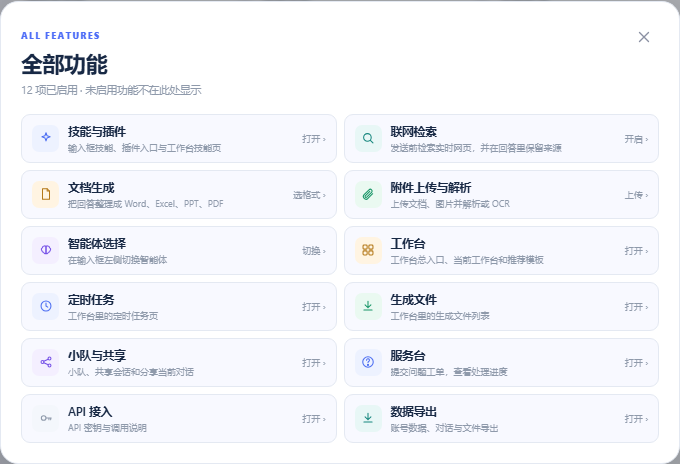 ALL FEATURES
全部功能
12 项已启用 · 未启用功能不在此处显示
技能与插件
输入框技能、插件入口与工作台技能页
打开 ›
联网检索
发送前检索实时网页，并在回答里保留来源
开启 ›
文档生成
把回答整理成 Word、Excel、PPT、PDF
选格式 ›
附件上传与解析
上传文档、图片并解析或 OCR
上传 ›
智能体选择
在输入框左侧切换智能体
切换 ›
工作台
工作台总入口、当前工作台和推荐模板
打开 ›
定时任务
工作台里的定时任务页
打开 ›
生成文件
工作台里的生成文件列表
打开 ›
小队与共享
小队、共享会话和分享当前对话
打开 ›
服务台
提交问题工单，查看处理进度
打开 ›
API 接入
API 密钥与调用说明
打开 ›
数据导出
账号数据、对话与文件导出
打开 ›